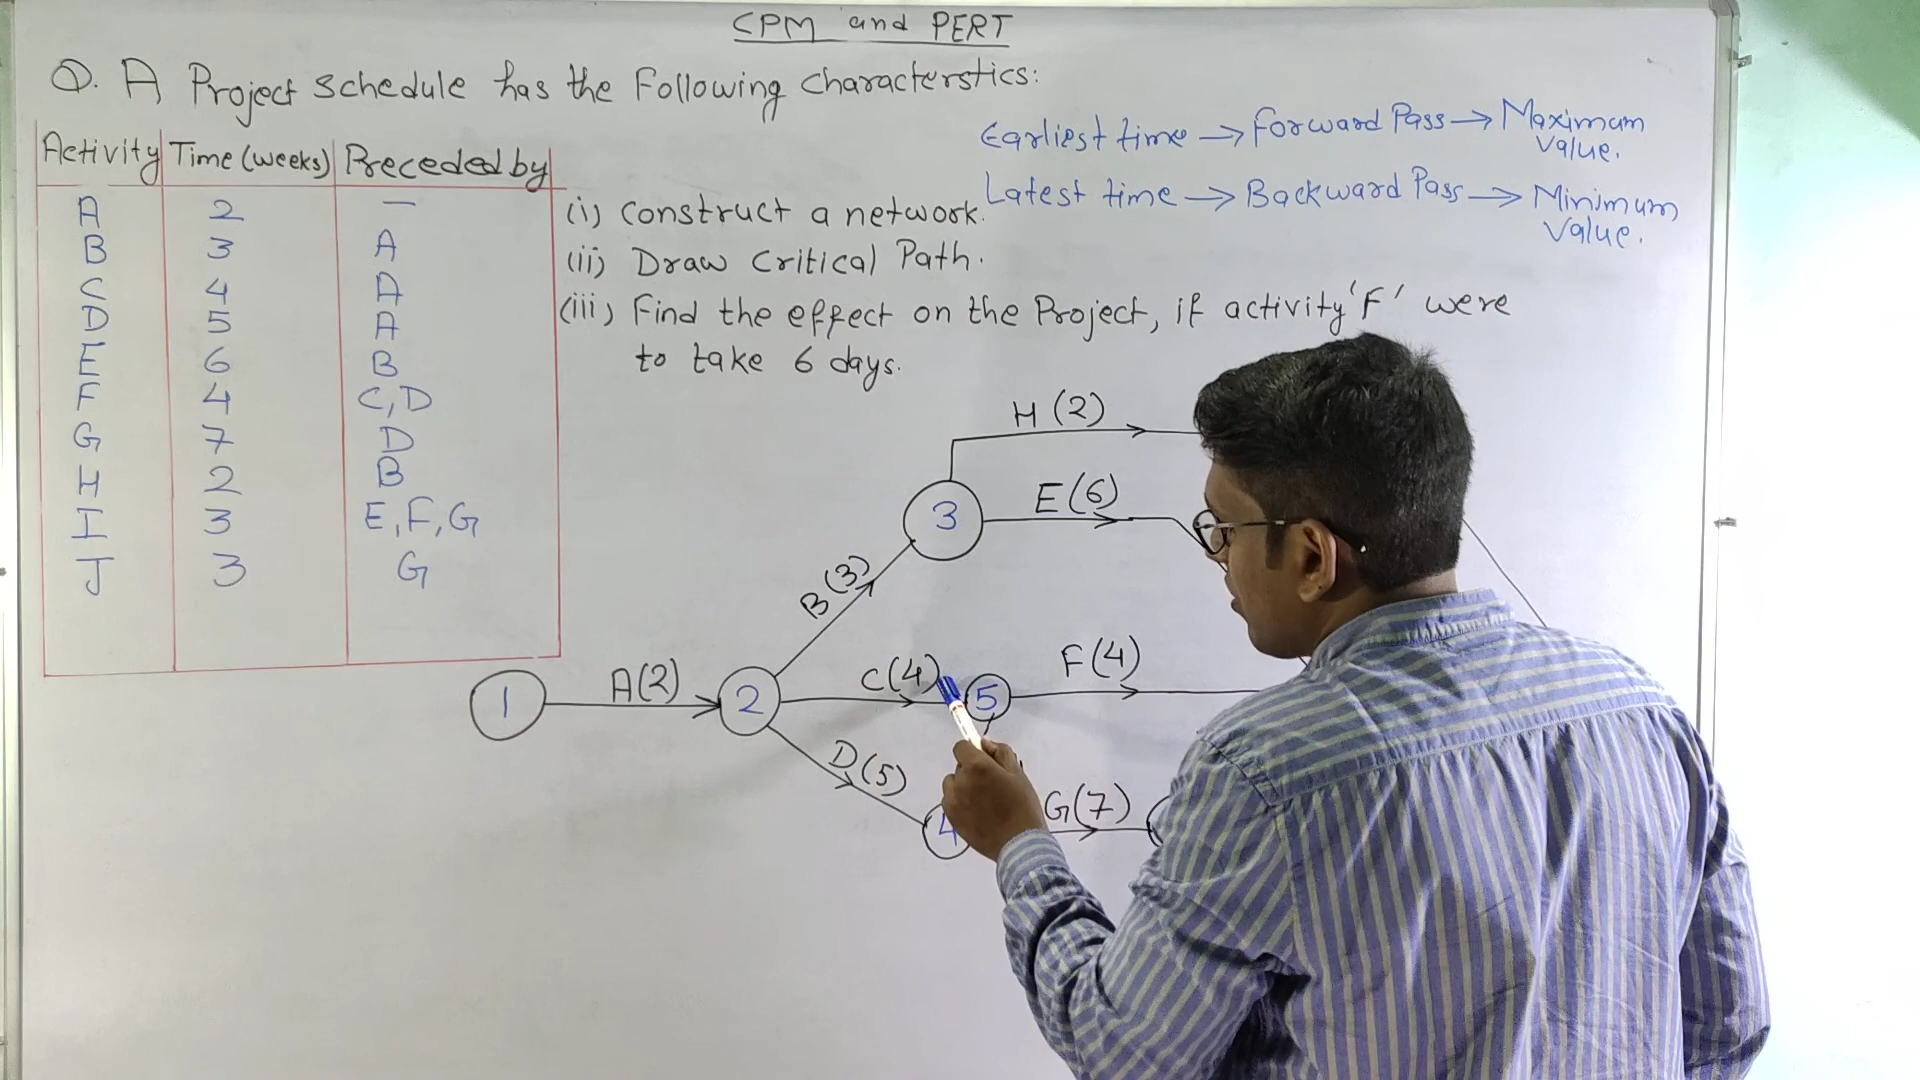 CPM and PERT
Q. A Project schedule has the Following characterstics:
Activity Time (weeks) Preceded by
A 2 —
B 3 A
C 4 A
D 5 A
E 6 B
F 4 C, D
G 7 D
H 2 B
I 3 E, F, G
J 3 G
Earliest time → Forward Pass → Maximum
Value.
Latest time → Backward Pass → Minimum
Value.
(i) Construct a network.
(ii) Draw Critical Path.
(iii) Find the effect on the Project, if activity 'F' were
to take 6 days.
H (2)
E (6)
3
B (3)
F (4)
C (4)
A (2)
1
2
5
D (5)
G (7)
4